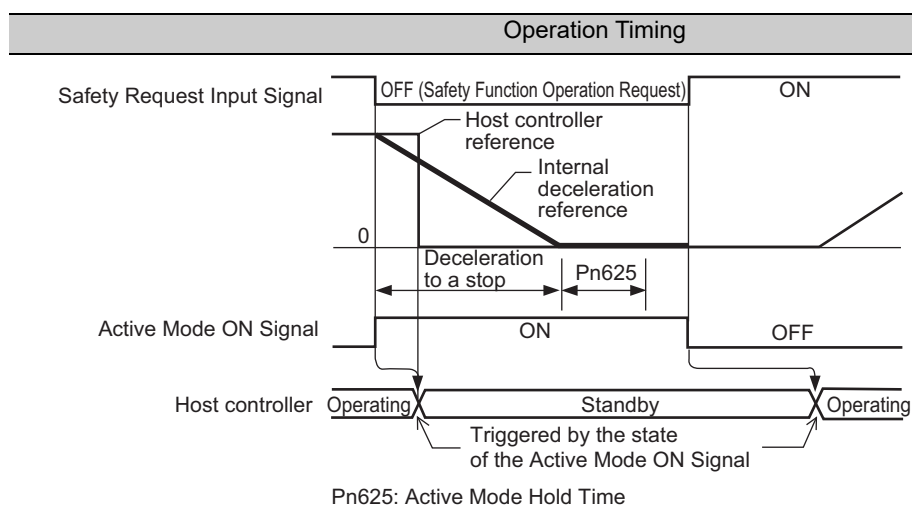 Operation Timing
Safety Request Input Signal
OFF (Safety Function Operation Request)
ON
Host controller
reference
Internal
deceleration
reference
0
Deceleration
to a stop
Pn625
Active Mode ON Signal
ON
OFF
Host controller
Operating
Standby
Operating
Triggered by the state
of the Active Mode ON Signal
Pn625: Active Mode Hold Time